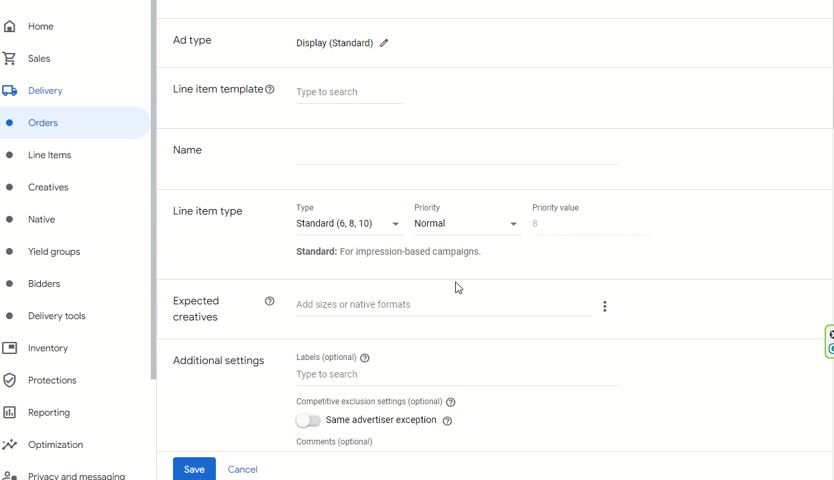 Home
Sales
Delivery
Orders
Line Items
Creatives
Native
Yield groups
Bidders
Delivery tools
Inventory
Protections
Reporting
Optimization
Privacy and messaging
Ad type
Display (Standard)
Line item template
Type to search
Name
Line item type
Type
Standard (6, 8, 10)
Priority
Normal
Priority value
8
Standard: For impression-based campaigns.
Expected
creatives
Add sizes or native formats
Additional settings
Labels (optional)
Type to search
Competitive exclusion settings (optional)
Same advertiser exception
Comments (optional)
Save
Cancel